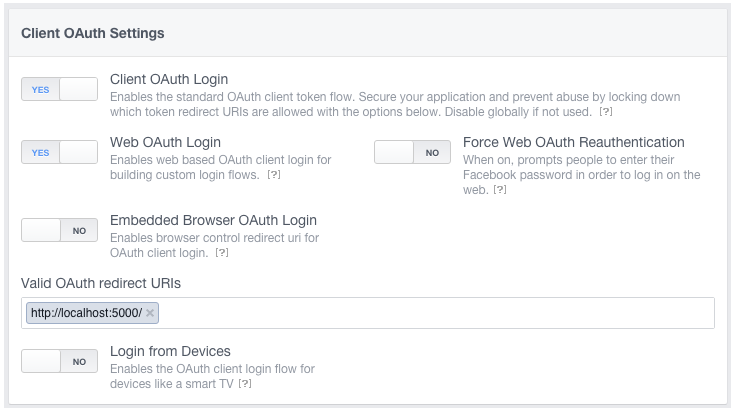 Client OAuth Settings
YES
Client OAuth Login
Enables the standard OAuth client token flow. Secure your application and prevent abuse by locking down
which token redirect URIs are allowed with the options below. Disable globally if not used. [?]
YES
Web OAuth Login
Enables web based OAuth client login for
building custom login flows. [?]
NO
Force Web OAuth Reauthentication
When on, prompts people to enter their
Facebook password in order to log in on the
web. [?]
NO
Embedded Browser OAuth Login
Enables browser control redirect uri for
OAuth client login. [?]
Valid OAuth redirect URIs
http://localhost:5000/ ×
NO
Login from Devices
Enables the OAuth client login flow for
devices like a smart TV [?]